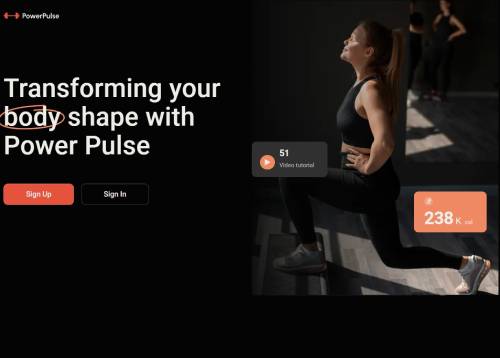 PowerPulse
Transforming your
body shape with
Power Pulse
Sign Up
Sign In
51
Video tutorial
238 K cal